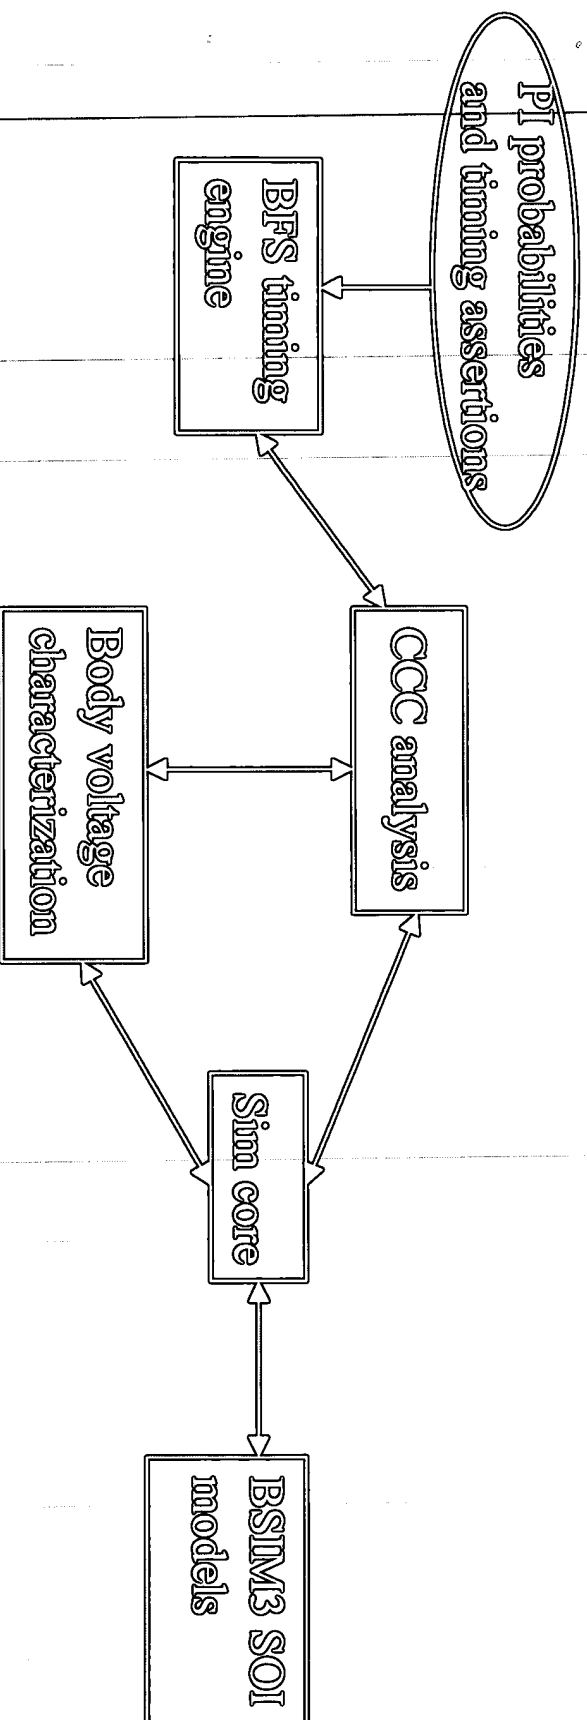 PI probabilities
and timing assertions
BFS timing
engine
CCC analysis
Body voltage
characterization
Sim core
BSIM3 SOI
models